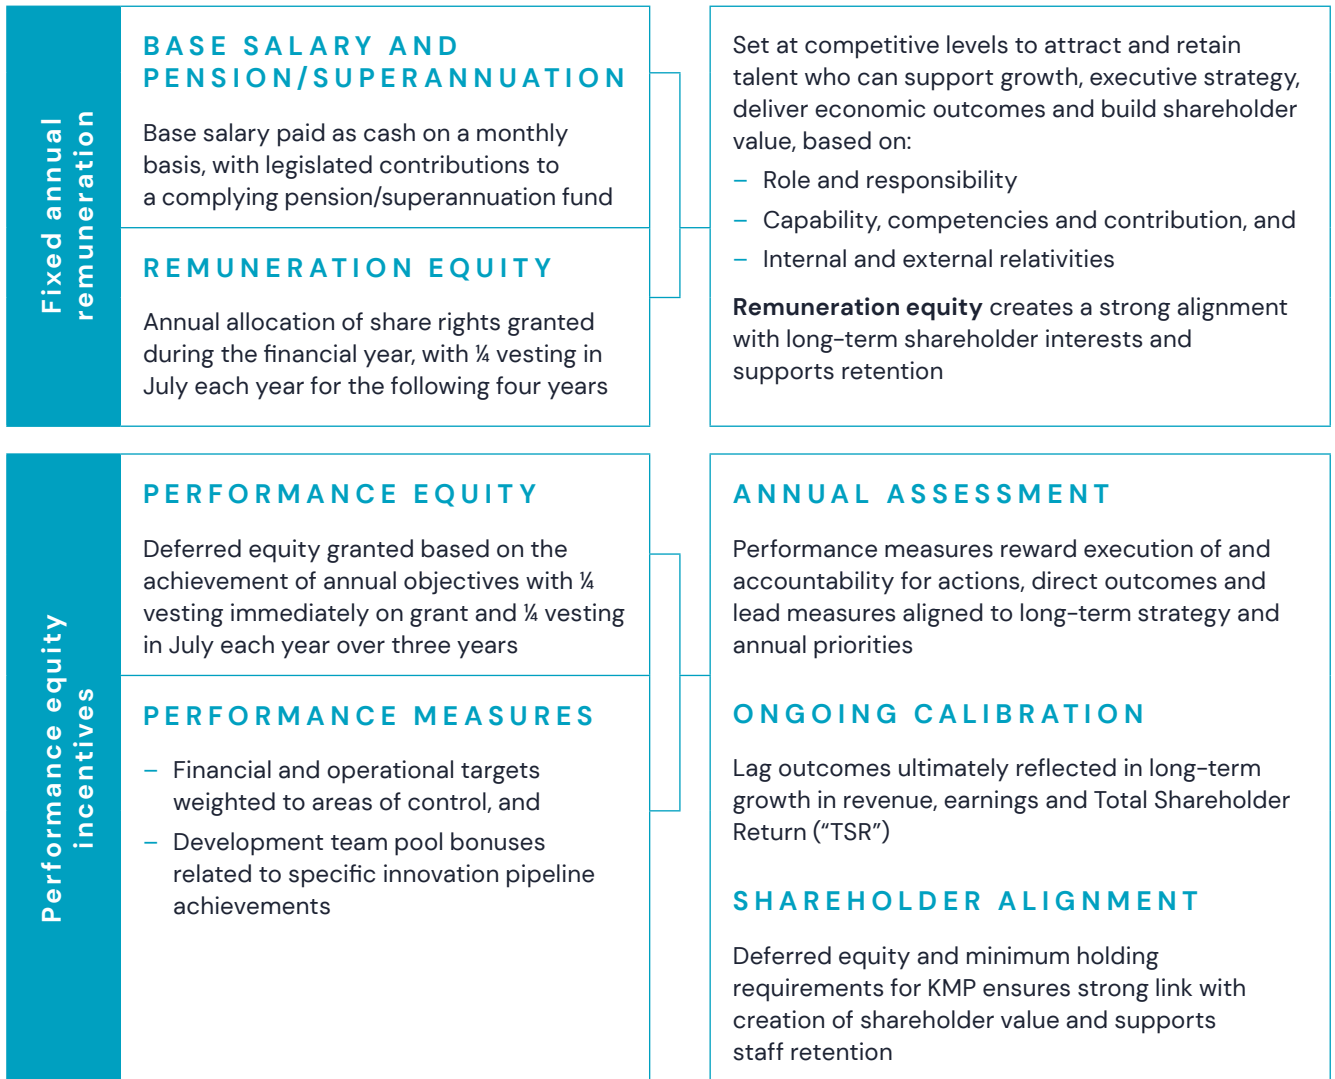 Fixed annual
remuneration
BASE SALARY AND
PENSION/SUPERANNUATION
Base salary paid as cash on a monthly
basis, with legislated contributions to
a complying pension/superannuation fund
REMUNERATION EQUITY
Annual allocation of share rights granted
during the financial year, with ¼ vesting in
July each year for the following four years
Set at competitive levels to attract and retain
talent who can support growth, executive strategy,
deliver economic outcomes and build shareholder
value, based on:
– Role and responsibility
– Capability, competencies and contribution, and
– Internal and external relativities
Remuneration equity creates a strong alignment
with long-term shareholder interests and
supports retention
Performance equity
incentives
PERFORMANCE EQUITY
Deferred equity granted based on the
achievement of annual objectives with ¼
vesting immediately on grant and ¼ vesting
in July each year over three years
PERFORMANCE MEASURES
– Financial and operational targets
weighted to areas of control, and
– Development team pool bonuses
related to specific innovation pipeline
achievements
ANNUAL ASSESSMENT
Performance measures reward execution of and
accountability for actions, direct outcomes and
lead measures aligned to long-term strategy and
annual priorities
ONGOING CALIBRATION
Lag outcomes ultimately reflected in long-term
growth in revenue, earnings and Total Shareholder
Return (“TSR”)
SHAREHOLDER ALIGNMENT
Deferred equity and minimum holding
requirements for KMP ensures strong link with
creation of shareholder value and supports
staff retention